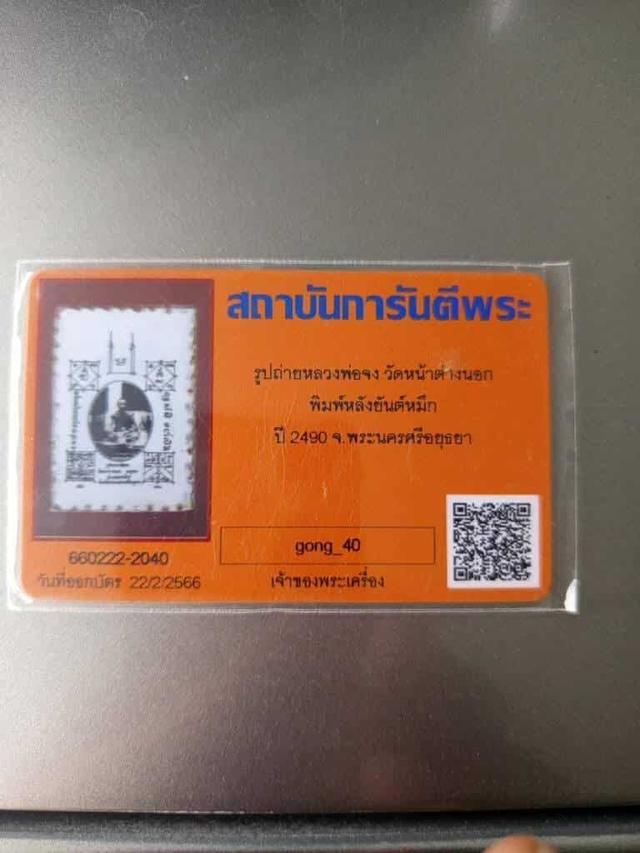 สถาบันการันตีพระ
รูปถ่ายหลวงพ่อจง วัดหน้าต่างนอก
พิมพ์หลังยันต์หมึก
ปี 2490 จ.พระนครศรีอยุธยา
gong_40
เจ้าของพระเครื่อง
660222-2040
วันที่ออกบัตร 22/2/2566